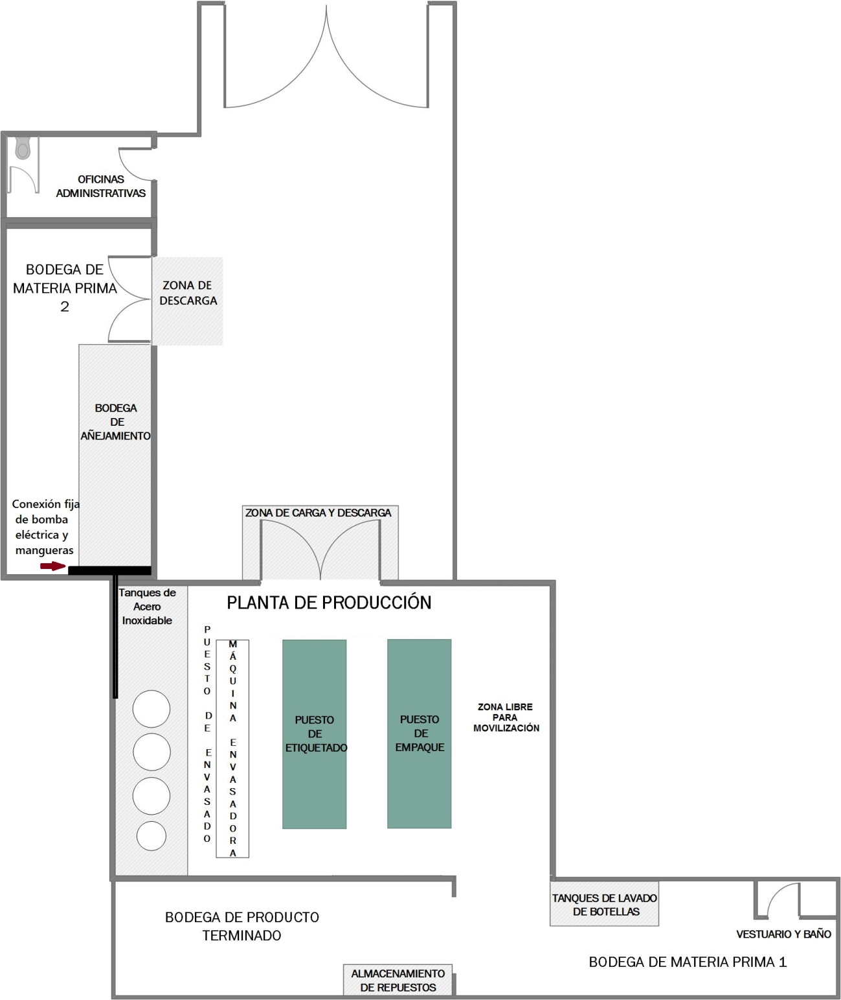 OFICINAS
ADMINISTRATIVAS
BODEGA DE
MATERIA PRIMA
2
ZONA DE
DESCARGA
BODEGA
DE
AÑEJAMIENTO
Conexión fija
de bomba
eléctrica y
mangueras
ZONA DE CARGA Y DESCARGA
Tanques de
Acero
Inoxidable
PLANTA DE PRODUCCIÓN
PUESTO DE ENVASADO
MÁQUINA ENVASADORA
PUESTO
DE
ETIQUETADO
PUESTO
DE
EMPAQUE
ZONA LIBRE
PARA
MOVILIZACIÓN
BODEGA DE PRODUCTO
TERMINADO
ALMACENAMIENTO
DE REPUESTOS
TANQUES DE LAVADO
DE BOTELLAS
VESTUARIO Y BAÑO
BODEGA DE MATERIA PRIMA 1